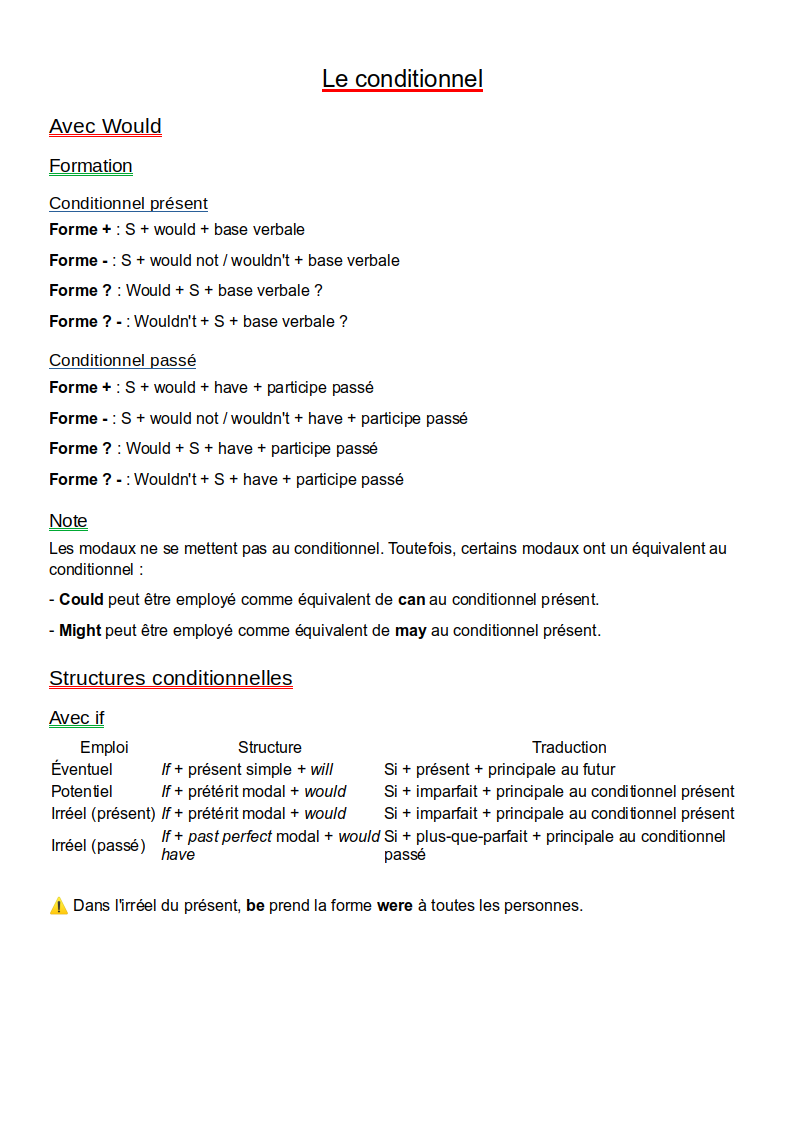 Le conditionnel
Avec Would
Formation
Conditionnel présent
Forme + : S + would + base verbale
Forme - : S + would not / wouldn't + base verbale
Forme ? : Would + S + base verbale ?
Forme ? - : Wouldn't + S + base verbale ?
Conditionnel passé
Forme + : S + would + have + participe passé
Forme - : S + would not / wouldn't + have + participe passé
Forme ? : Would + S + have + participe passé
Forme ? - : Wouldn't + S + have + participe passé
Note
Les modaux ne se mettent pas au conditionnel. Toutefois, certains modaux ont un équivalent au
conditionnel :
- Could peut être employé comme équivalent de can au conditionnel présent.
- Might peut être employé comme équivalent de may au conditionnel présent.
Structures conditionnelles
Avec if
Emploi Structure Traduction
Éventuel If + présent simple + will Si + présent + principale au futur
Potentiel If + prétérit modal + would Si + imparfait + principale au conditionnel présent
Irréel (présent) If + prétérit modal + would Si + imparfait + principale au conditionnel présent
Irréel (passé) If + past perfect modal + would Si + plus-que-parfait + principale au conditionnel
have passé
⚠️ Dans l'irréel du présent, be prend la forme were à toutes les personnes.